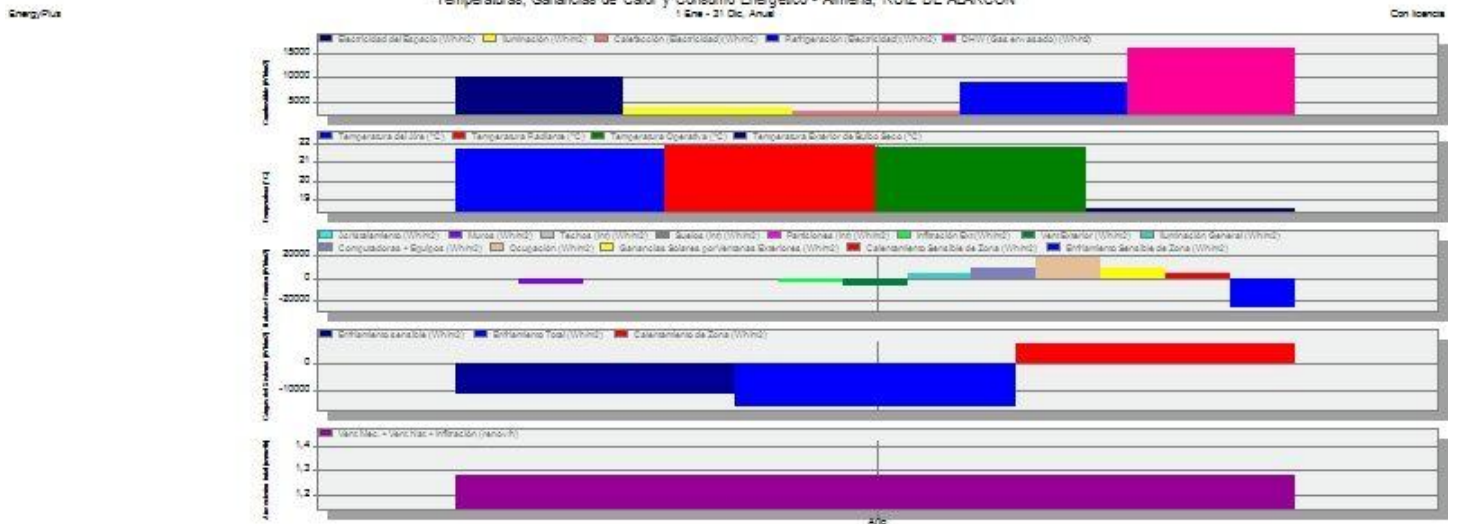 Temperaturas, Ganancias de Calor y Consumo Energético - Almería, RUIZ DE ALARCÓN
EnergyPlus
1 Ene - 31 Dic, Anual
Con licencia
Electricidad del Espacio (Wh/m2) Iluminación (Wh/m2) Calefacción (Electricidad) (Wh/m2) Refrigeración (Electricidad) (Wh/m2) DHW (Gas envasado) (Wh/m2)
15000
10000
5000
Temperatura del Aire (°C) Temperatura Radiante (°C) Temperatura Operativa (°C) Temperatura Exterior de Bulbo Seco (°C)
Temperatura (°C)
22
21
20
19
Acristalamiento (Wh/m2) Muros (Wh/m2) Techos (int) (Wh/m2) Suelos (int) (Wh/m2) Particiones (int) (Wh/m2) Infiltración Ext (Wh/m2) Vent Exterior (Wh/m2) Iluminación General (Wh/m2)
Computadoras + Equipos (Wh/m2) Ocupación (Wh/m2) Ganancias Solares por Ventanas Exteriores (Wh/m2) Calentamiento Sensible de Zona (Wh/m2) Enfriamiento Sensible de Zona (Wh/m2)
20000
0
-20000
Enfriamiento sensible (Wh/m2) Enfriamiento Total (Wh/m2) Calentamiento de Zona (Wh/m2)
0
-10000
Vent Mec. + Vent Nat + Infiltración (renov/h)
1,4
1,3
1,2
Año